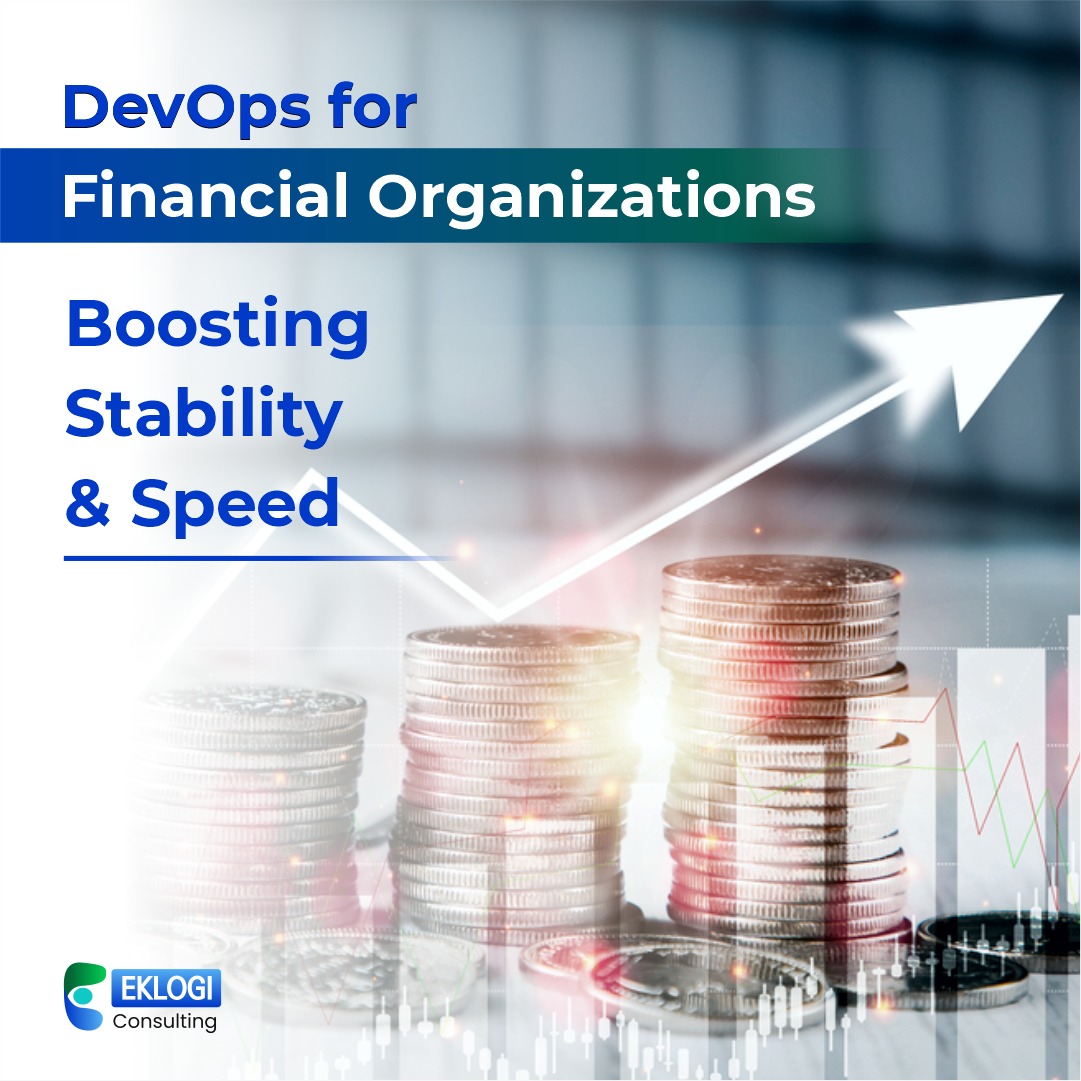 DevOps for
Financial Organizations
Boosting
Stability
& Speed
EKLOGI
Consulting